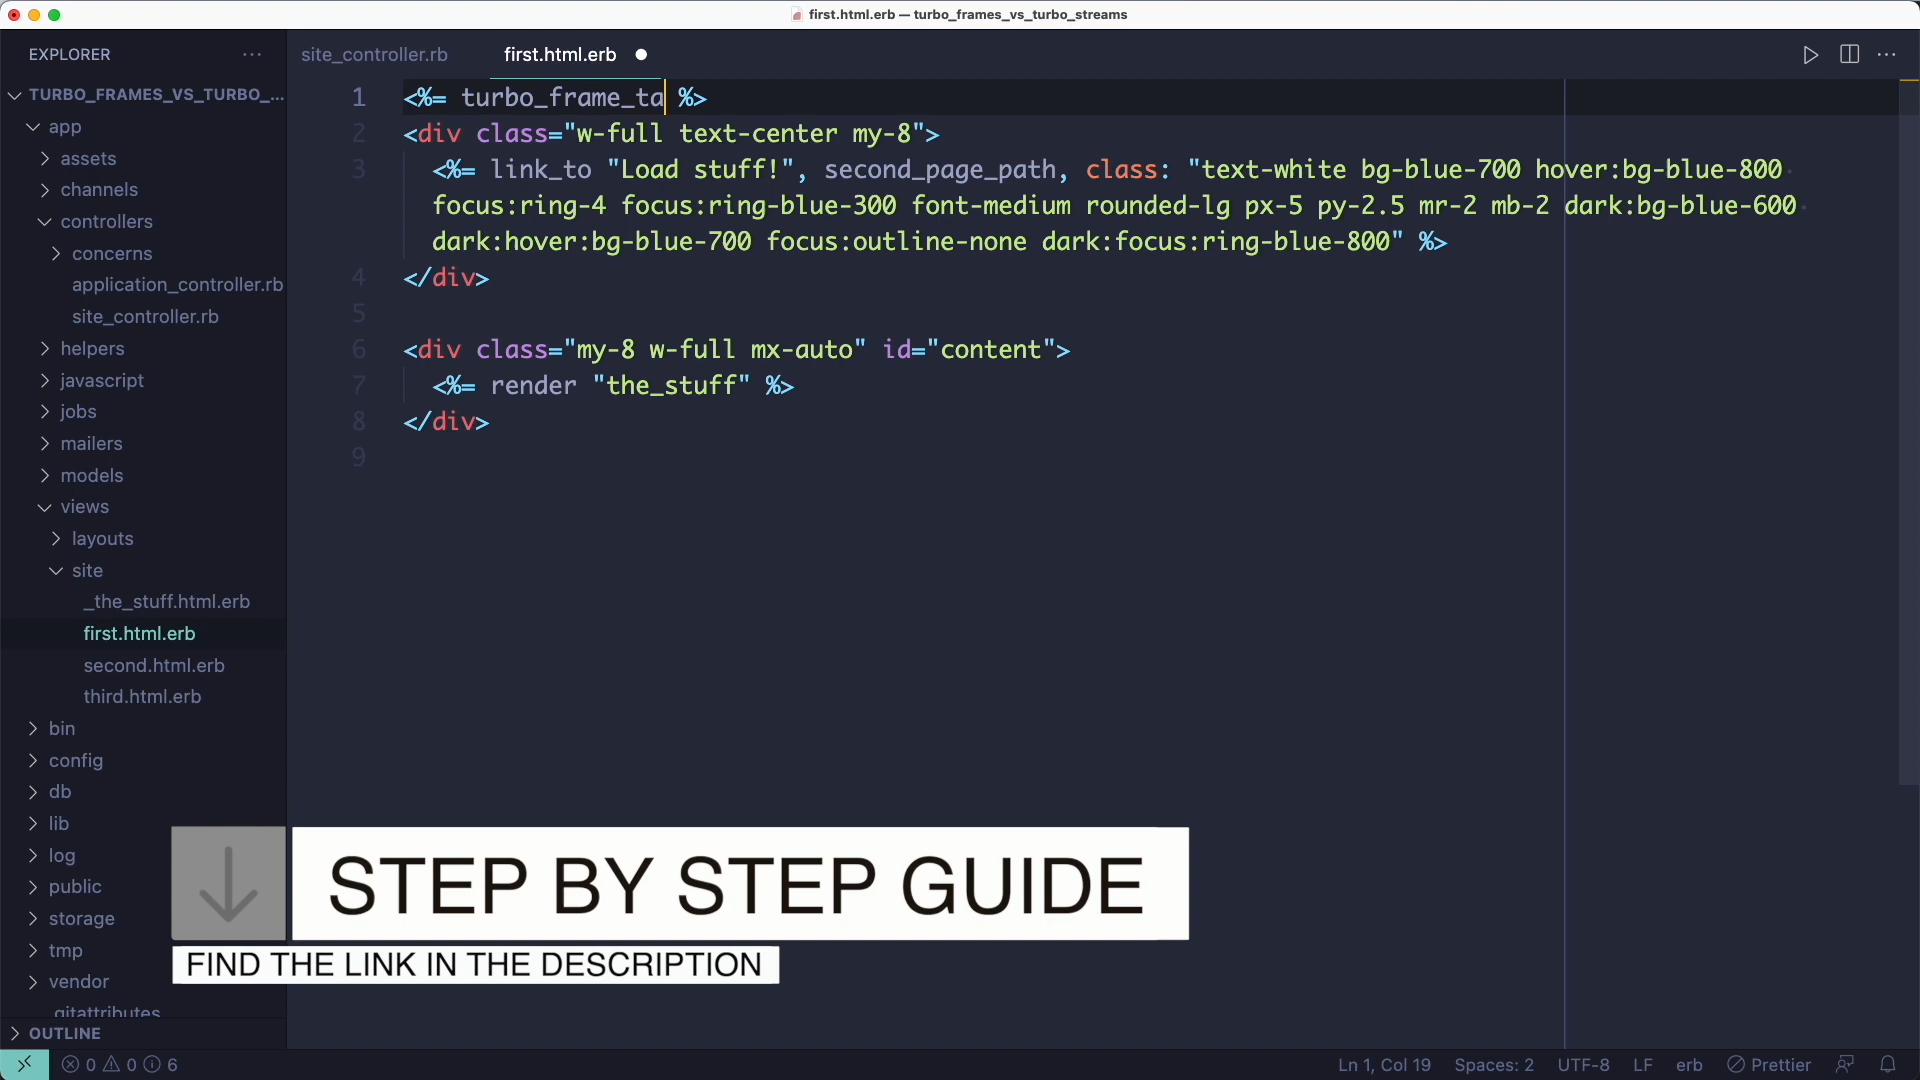 first.html.erb — turbo_frames_vs_turbo_streams
EXPLORER
TURBO_FRAMES_VS_TURBO_...
app
assets
channels
controllers
concerns
application_controller.rb
site_controller.rb
helpers
javascript
jobs
mailers
models
views
layouts
site
_the_stuff.html.erb
first.html.erb
second.html.erb
third.html.erb
bin
config
db
lib
log
public
storage
tmp
vendor
.gitattributes
OUTLINE
site_controller.rb
first.html.erb
1 <%= turbo_frame_ta %>
2 <div class="w-full text-center my-8">
3 <%= link_to "Load stuff!", second_page_path, class: "text-white bg-blue-700 hover:bg-blue-800
focus:ring-4 focus:ring-blue-300 font-medium rounded-lg px-5 py-2.5 mr-2 mb-2 dark:bg-blue-600
dark:hover:bg-blue-700 focus:outline-none dark:focus:ring-blue-800" %>
4 </div>
5
6 <div class="my-8 w-full mx-auto" id="content">
7 <%= render "the_stuff" %>
8 </div>
9
STEP BY STEP GUIDE
FIND THE LINK IN THE DESCRIPTION
0 0 6
Ln 1, Col 19 Spaces: 2 UTF-8 LF erb Prettier